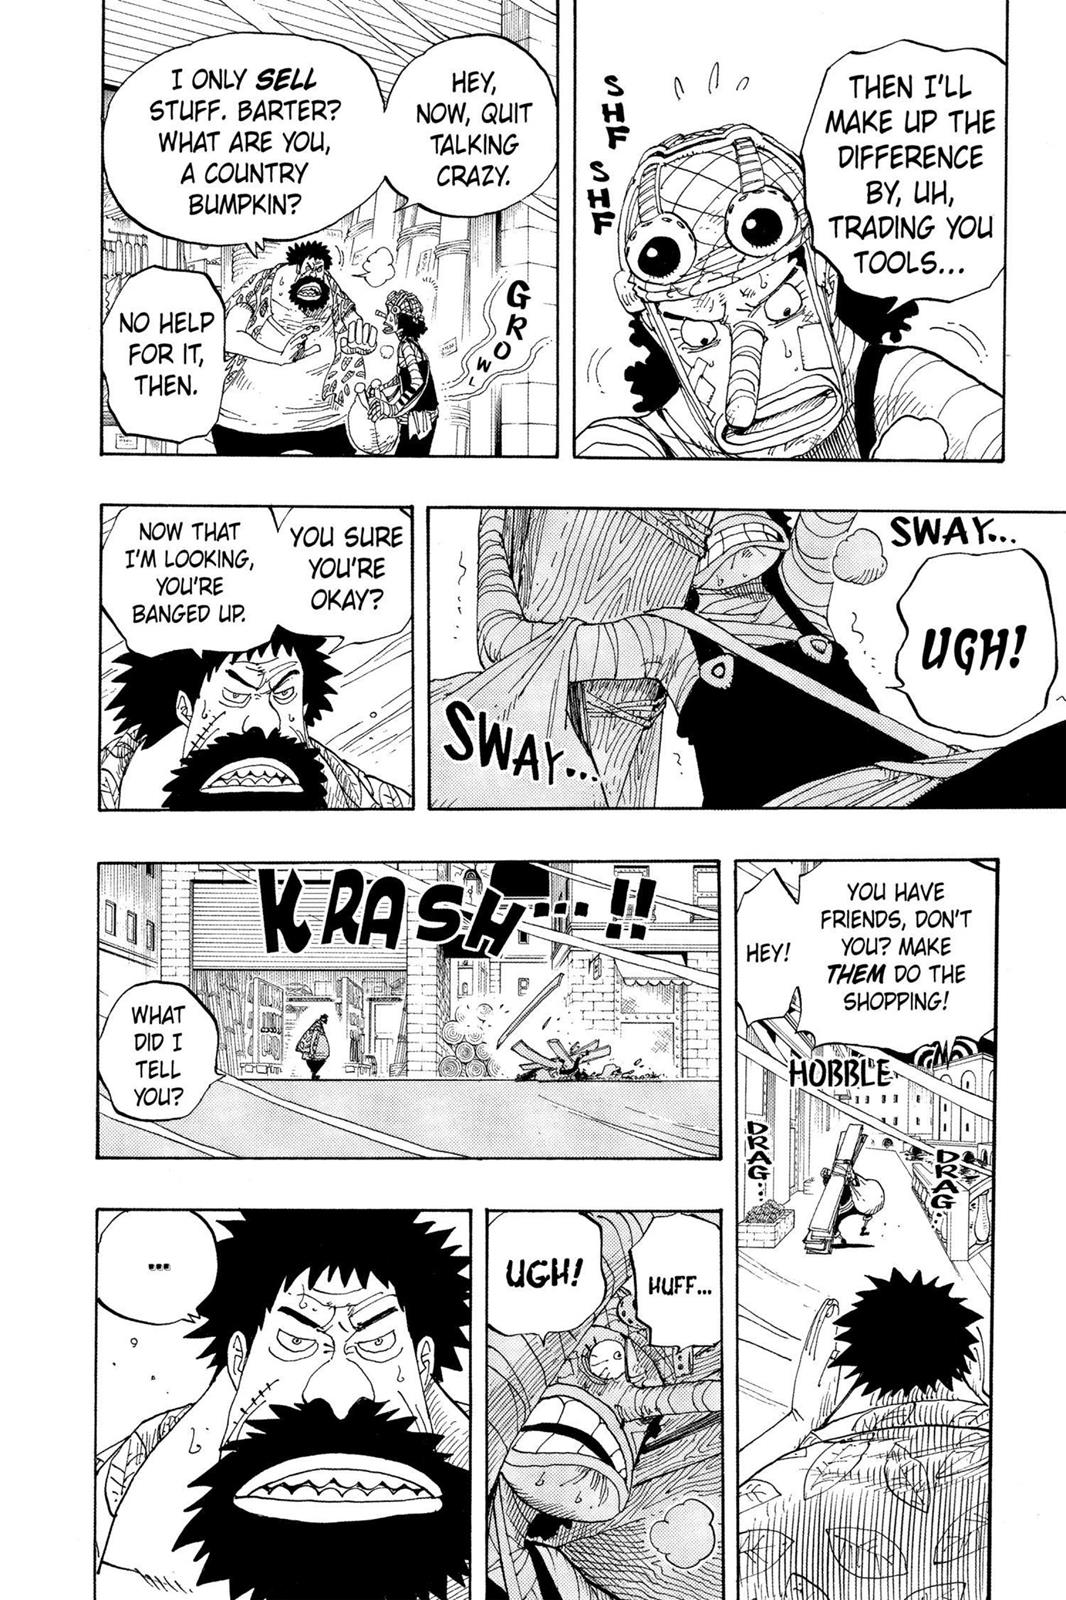 THEN I'LL
MAKE UP THE
DIFFERENCE
BY, UH,
TRADING YOU
TOOLS...
SHF
SHF
HEY,
NOW, QUIT
TALKING
CRAZY.
I ONLY SELL
STUFF. BARTER?
WHAT ARE YOU,
A COUNTRY
BUMPKIN?
GROWL
NO HELP
FOR IT,
THEN.
SWAY...
UGH!
SWAY...
YOU SURE
YOU'RE
OKAY?
NOW THAT
I'M LOOKING,
YOU'RE
BANGED UP.
YOU HAVE
FRIENDS, DON'T
YOU? MAKE
THEM DO THE
SHOPPING!
HEY!
HOBBLE
DRAG...
DRAG...
KRASH...!!
WHAT
DID I
TELL
YOU?
HUFF...
UGH!
...